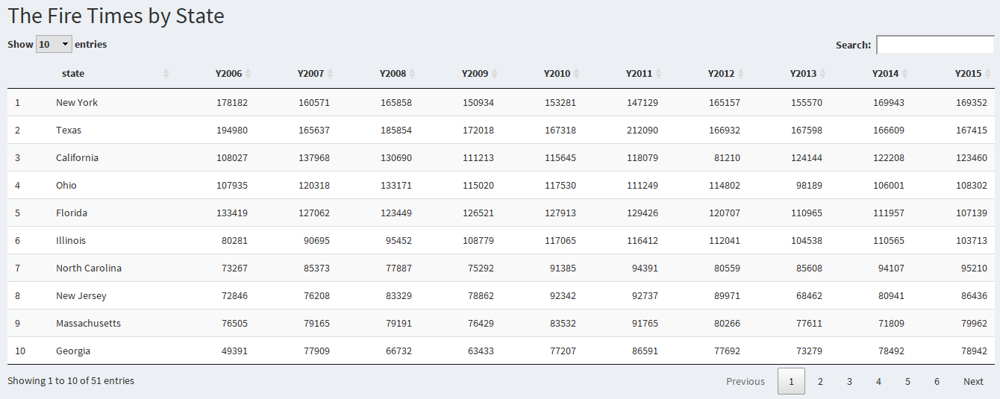 The Fire Times by State
Show 10 entries Search:
state Y2006 Y2007 Y2008 Y2009 Y2010 Y2011 Y2012 Y2013 Y2014 Y2015
1 New York 178182 160571 165858 150934 153281 147129 165157 155570 169943 169352
2 Texas 194980 165637 185854 172018 167318 212090 166932 167598 166609 167415
3 California 108027 137968 130690 111213 115645 118079 81210 124144 122208 123460
4 Ohio 107935 120318 133171 115020 117530 111249 114802 98189 106001 108302
5 Florida 133419 127062 123449 126521 127913 129426 120707 110965 111957 107139
6 Illinois 80281 90695 95452 108779 117065 116412 112041 104538 110565 103713
7 North Carolina 73267 85373 77887 75292 91385 94391 80559 85608 94107 95210
8 New Jersey 72846 76208 83329 78862 92342 92737 89971 68462 80941 86436
9 Massachusetts 76505 79165 79191 76429 83532 91765 80266 77611 71809 79962
10 Georgia 49391 77909 66732 63433 77207 86591 77692 73279 78492 78942
Showing 1 to 10 of 51 entries Previous 1 2 3 4 5 6 Next